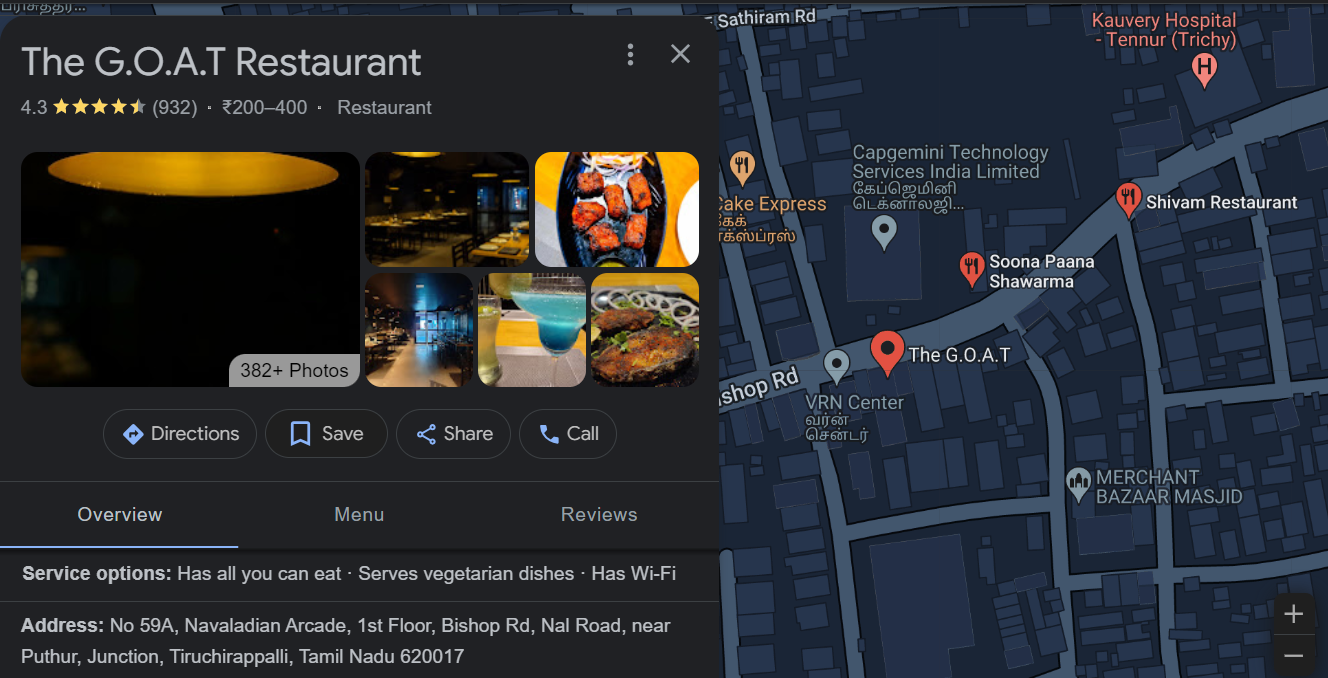 The G.O.A.T Restaurant
4.3 (932) · ₹200–400 · Restaurant
382+ Photos
Directions
Save
Share
Call
Overview
Menu
Reviews
Service options: Has all you can eat · Serves vegetarian dishes · Has Wi-Fi
Address: No 59A, Navaladian Arcade, 1st Floor, Bishop Rd, Nal Road, near
Puthur, Junction, Tiruchirappalli, Tamil Nadu 620017
Sathiram Rd
Kauvery Hospital
- Tennur (Trichy)
H
Capgemini Technology
Services India Limited
கேப்ஜெமினி
டெக்னாலஜி...
Cake Express
கேக்
எக்ஸ்பிரஸ்
Shivam Restaurant
Soona Paana
Shawarma
The G.O.A.T
ishop Rd
VRN Center
வர்ன்
சென்டர்
MERCHANT
BAZAAR MASJID
+
−